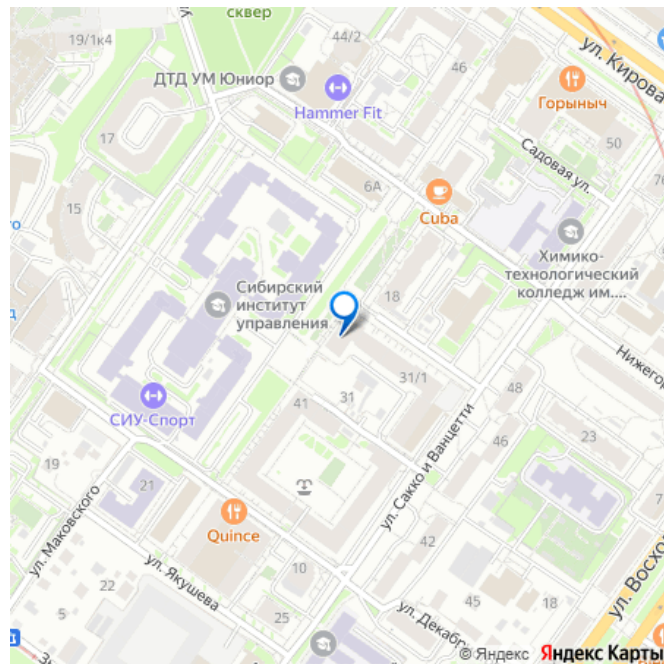 сквер
19/1к4
44/2
46
ул. Кирова
ДТД УМ Юниор
Hammer Fit
Горыныч
17
50
Садовая ул.
6А
Cuba
15
Химико-
технологический
колледж им....
Сибирский
институт
управления
18
Нижегор
31/1
48
СИУ-Спорт
41
31
46
23
ул. Сакко и Ванцетти
19
21
ул. Маковского
Quince
42
ул. Восхо
10
ул. Якушева
22
5
25
ул. Декабр
45
18
© Яндекс Яндекс Карты